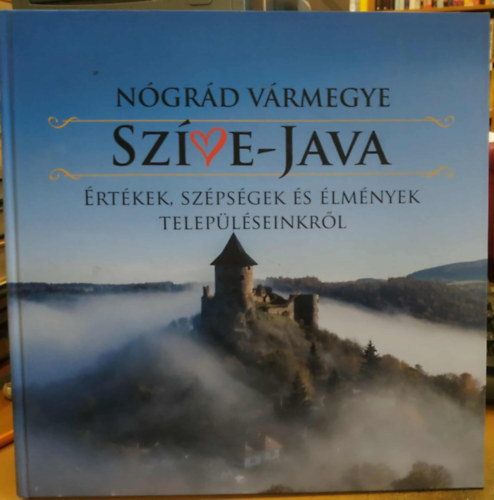 NÓGRÁD VÁRMEGYE
SZÍVE-JAVA
ÉRTÉKEK, SZÉPSÉGEK ÉS ÉLMÉNYEK
TELEPÜLÉSEINKRŐL